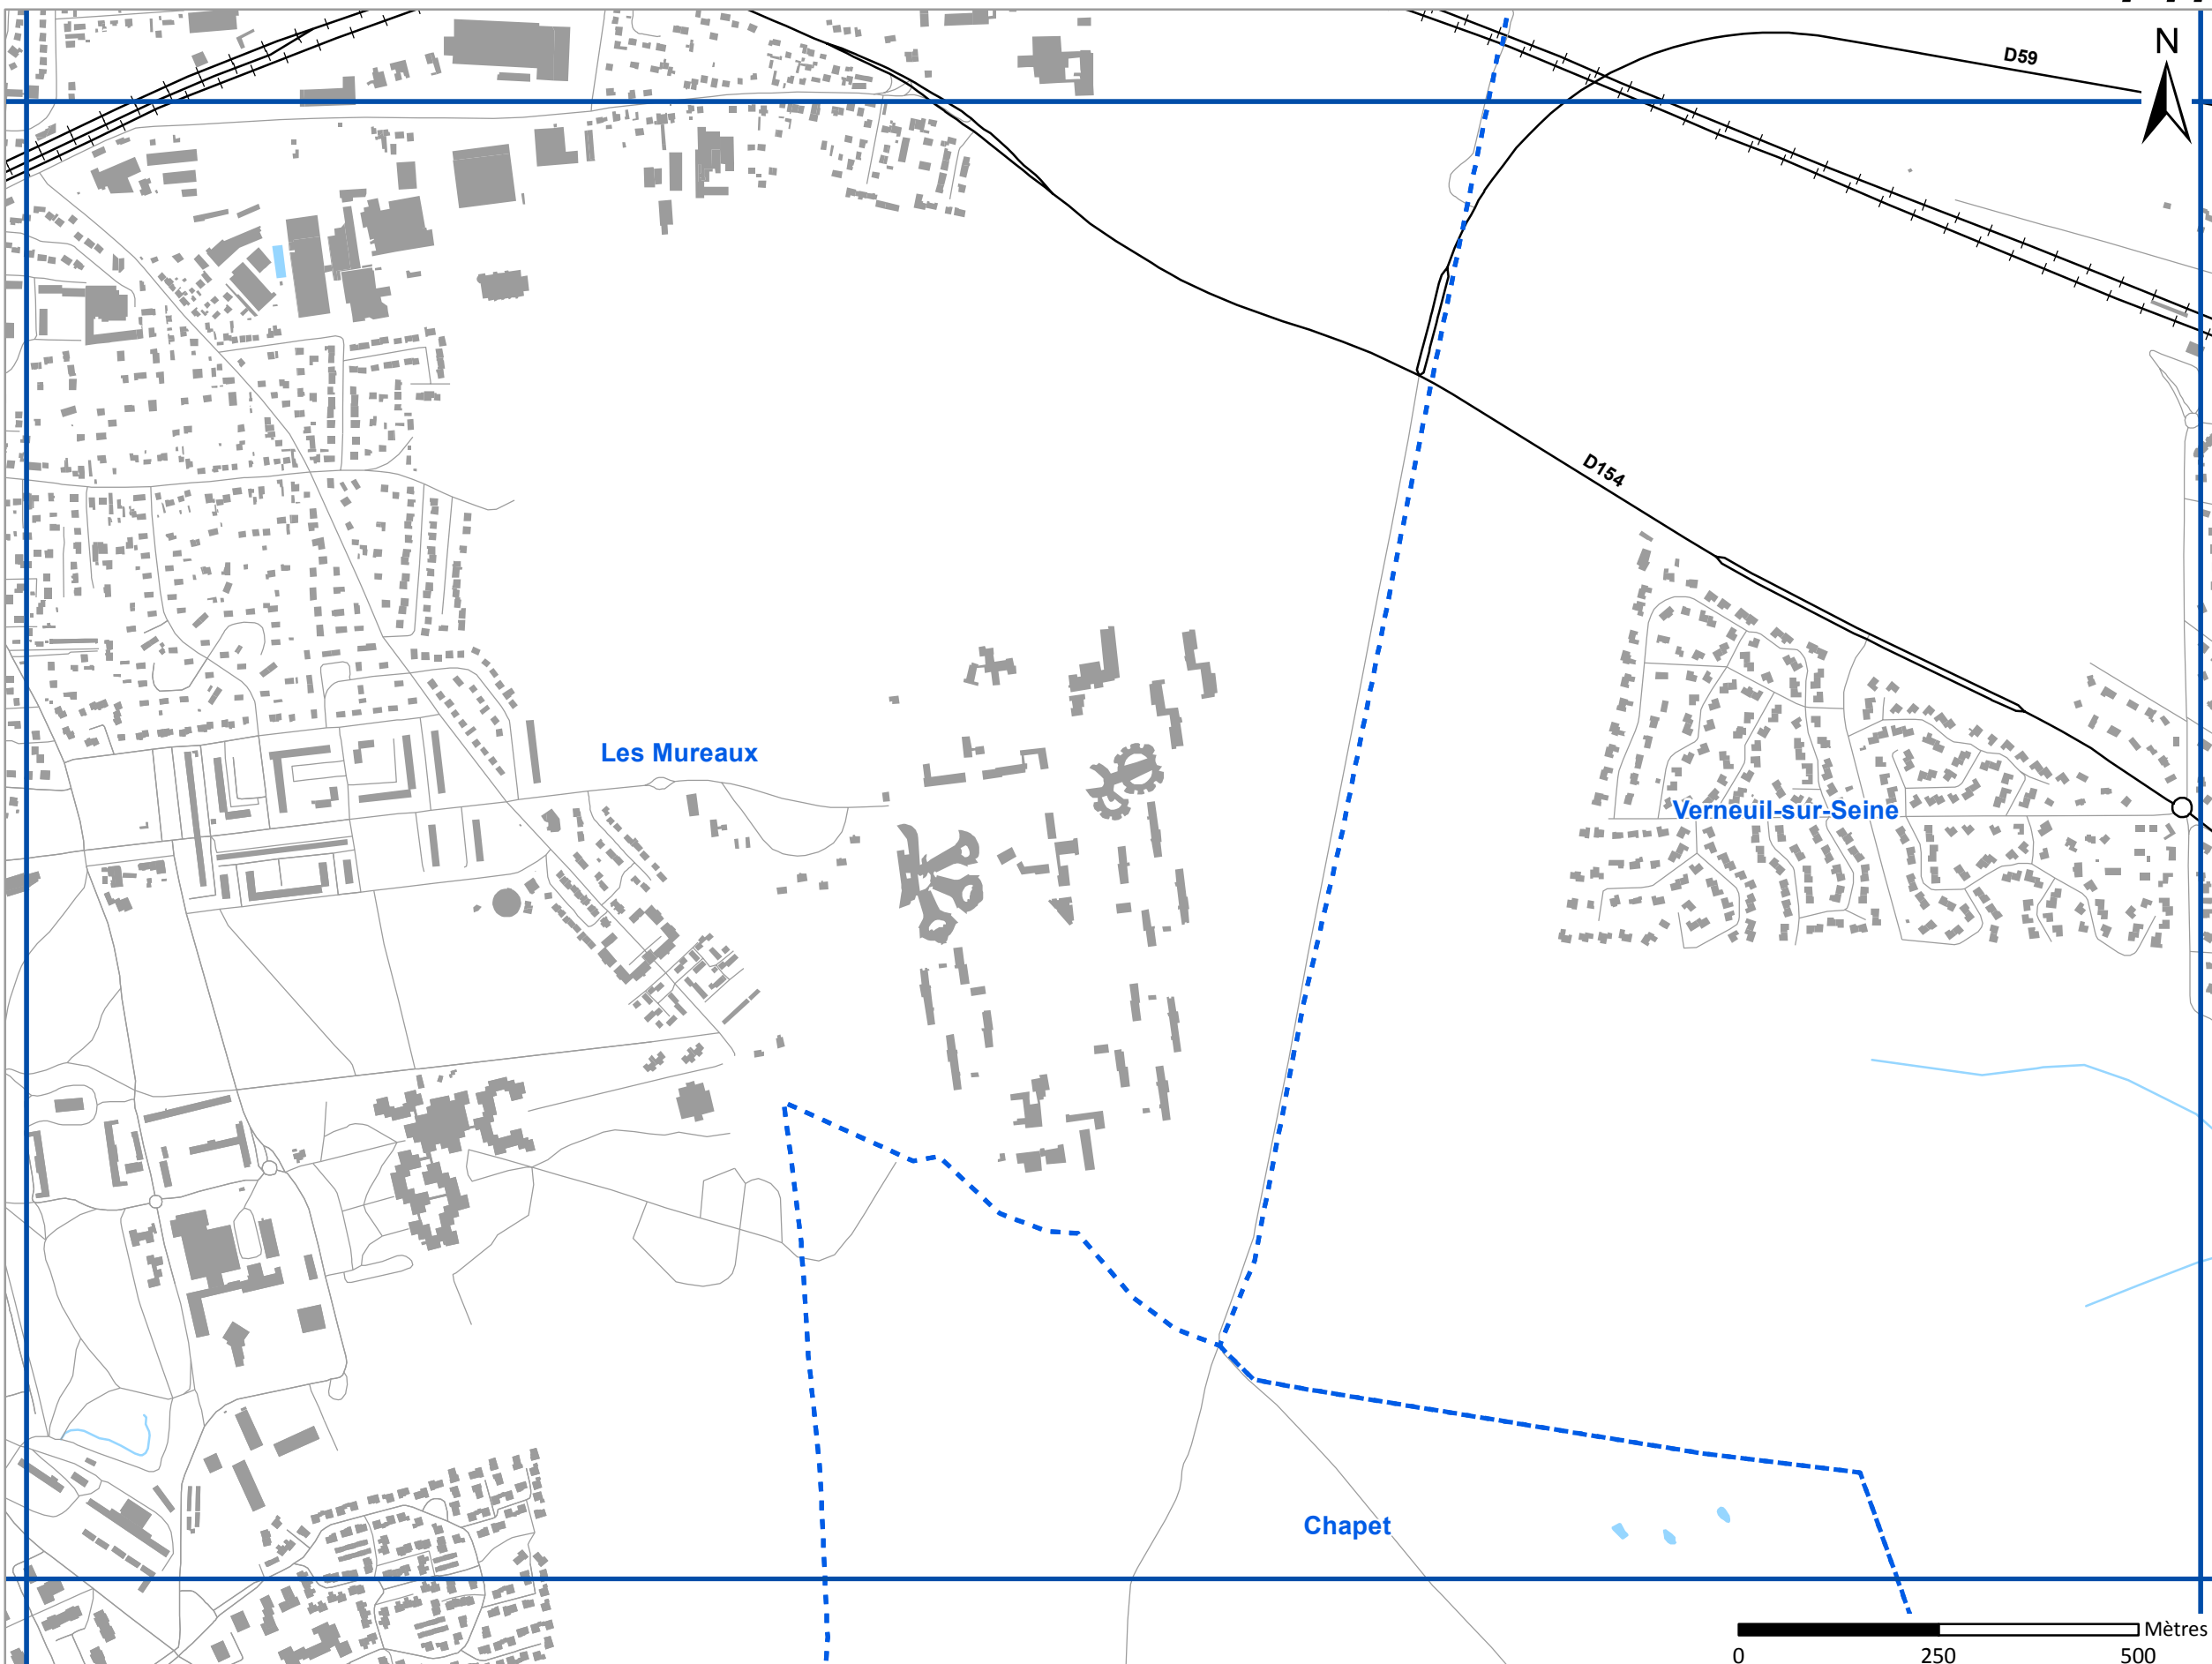 N
D59
D154
Les Mureaux
Verneuil-sur-Seine
Chapet
Mètres
0 250 500